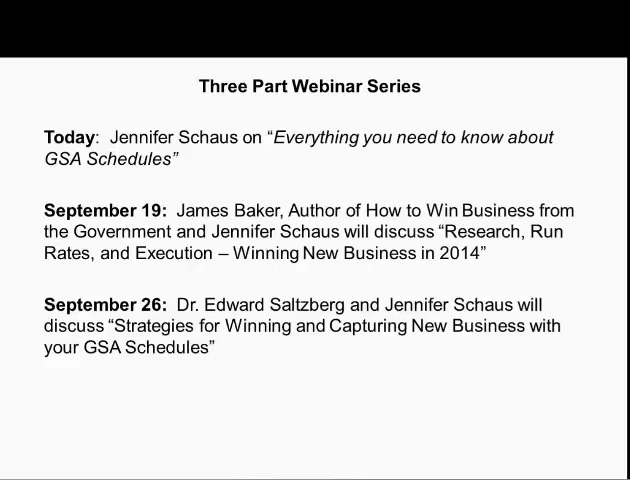 Three Part Webinar Series
Today:  Jennifer Schaus on “Everything you need to know about
GSA Schedules”
September 19:  James Baker, Author of How to Win Business from
the Government and Jennifer Schaus will discuss “Research, Run
Rates, and Execution – Winning New Business in 2014”
September 26:  Dr. Edward Saltzberg and Jennifer Schaus will
discuss “Strategies for Winning and Capturing New Business with
your GSA Schedules”